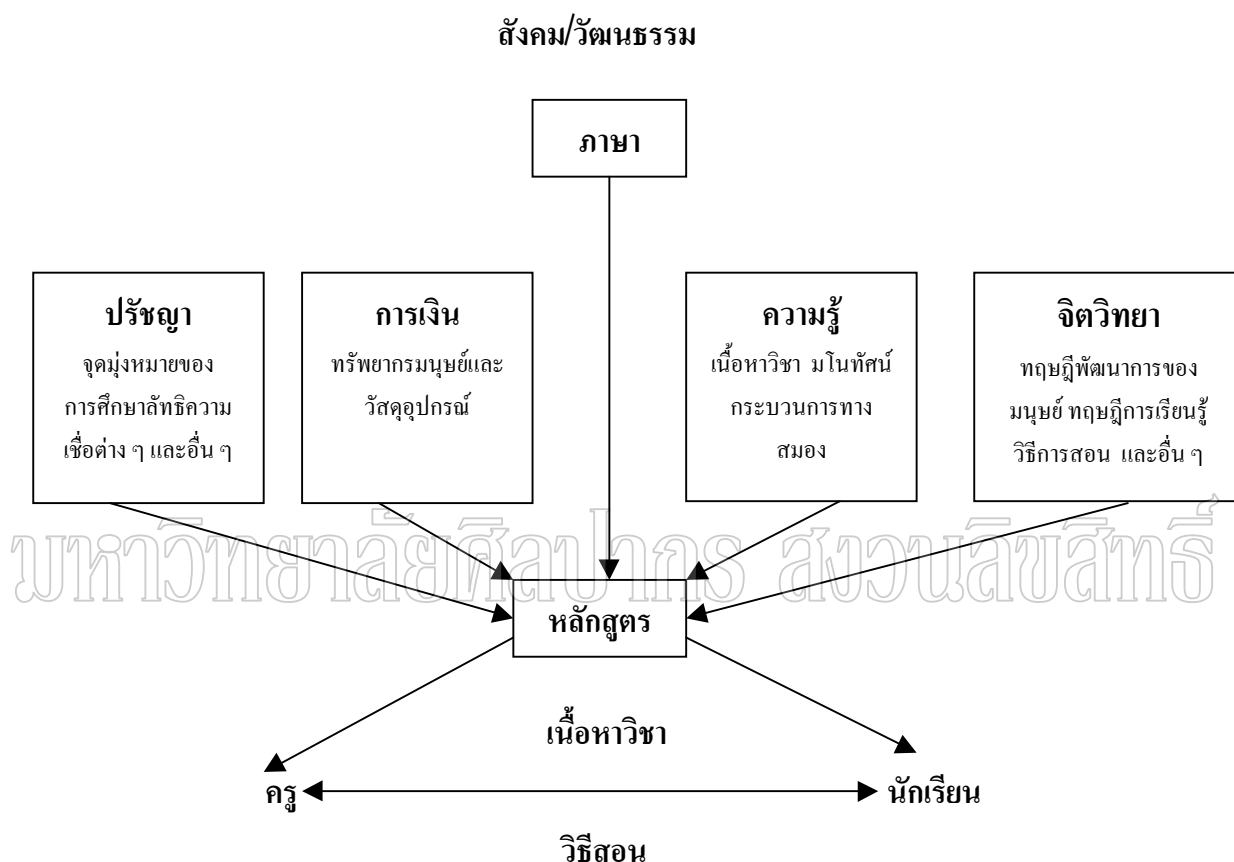 สังคม/วัฒนธรรม
ภาษา
ปรัชญา
จุดมุ่งหมายของ
การศึกษาลัทธิความ
เชื่อต่าง ๆ และอื่น ๆ
การเงิน
ทรัพยากรมนุษย์และ
วัสดุอุปกรณ์
ความรู้
เนื้อหาวิชา มโนทัศน์
กระบวนการทาง
สมอง
จิตวิทยา
ทฤษฎีพัฒนาการของ
มนุษย์ ทฤษฎีการเรียนรู้
วิธีการสอน และอื่น ๆ
มหาวิทยาลัยศิลปากร สงวนลิขสิทธิ์
หลักสูตร
เนื้อหาวิชา
ครู
นักเรียน
วิธีสอน